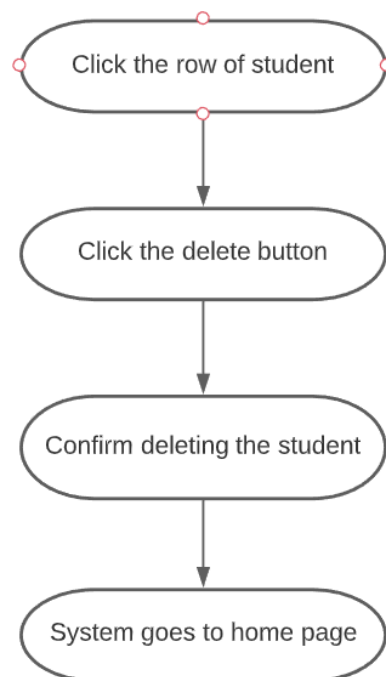 Click the row of student
Click the delete button
Confirm deleting the student
System goes to home page